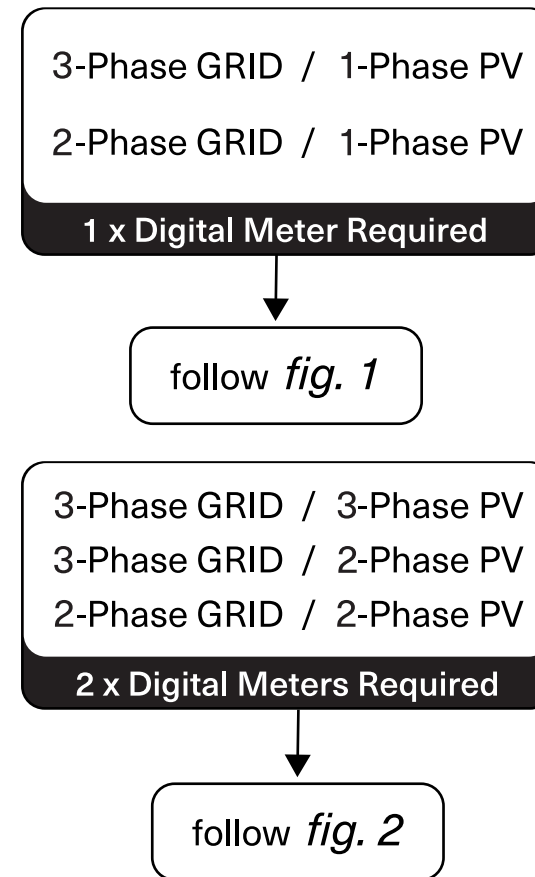 3-Phase GRID / 1-Phase PV
2-Phase GRID / 1-Phase PV
1 x Digital Meter Required
follow fig. 1
3-Phase GRID / 3-Phase PV
3-Phase GRID / 2-Phase PV
2-Phase GRID / 2-Phase PV
2 x Digital Meters Required
follow fig. 2